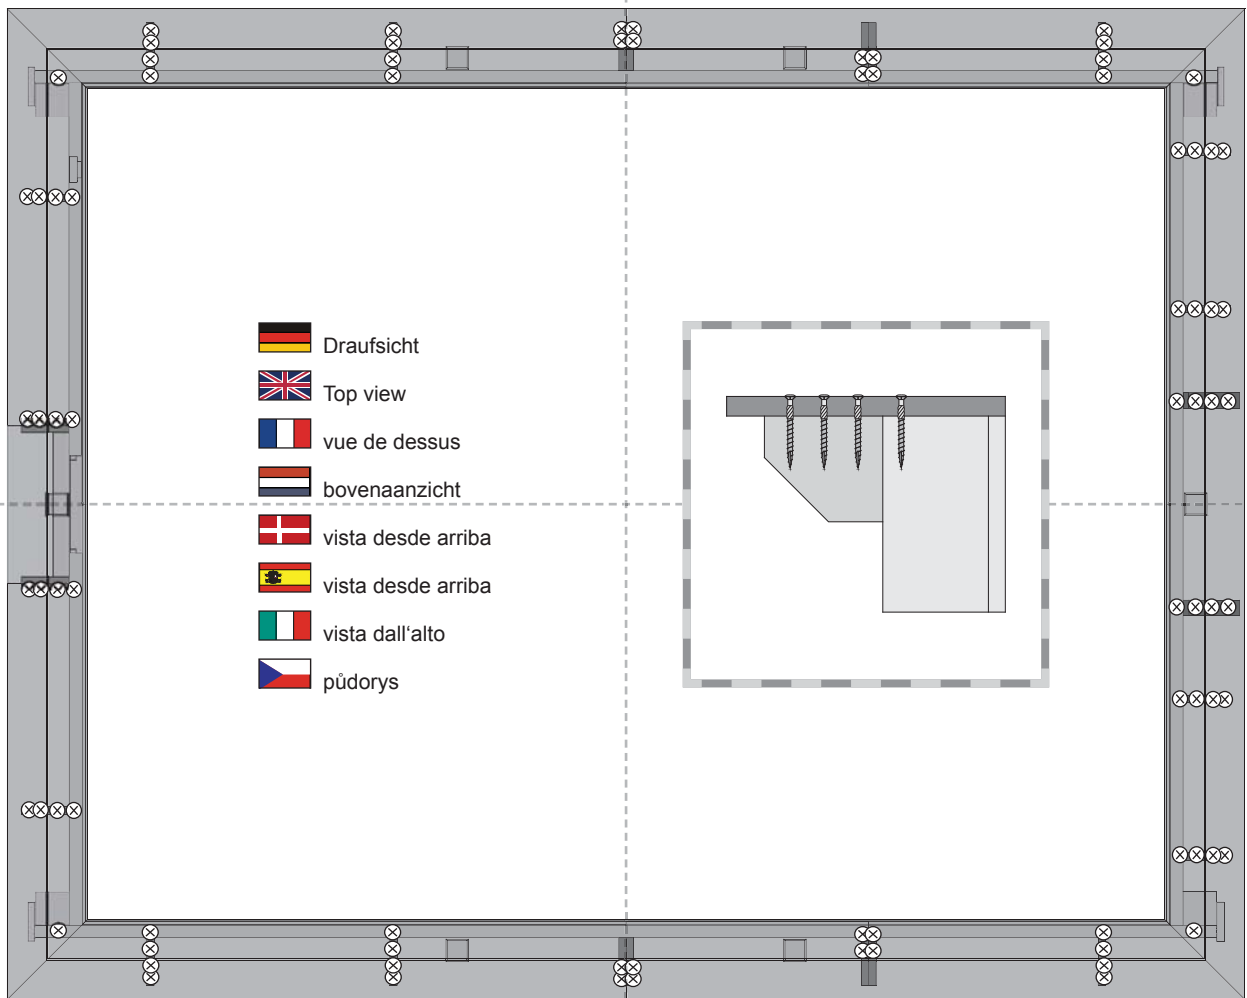 Draufsicht
Top view
vue de dessus
bovenaanzicht
vista desde arriba
vista desde arriba
vista dall‘alto
půdorys